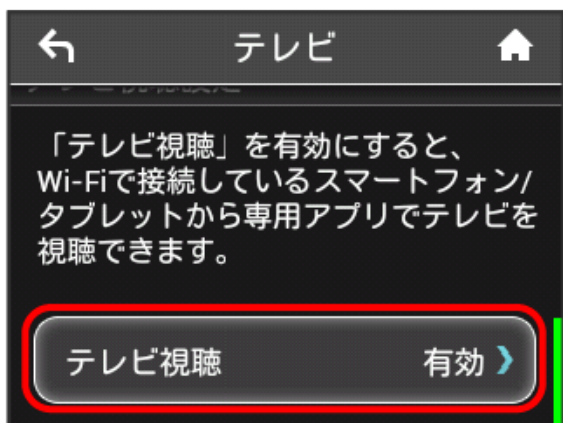 テレビ
「テレビ視聴」を有効にすると、
Wi-Fiで接続しているスマートフォン/
タブレットから専用アプリでテレビを
視聴できます。
テレビ視聴 有効